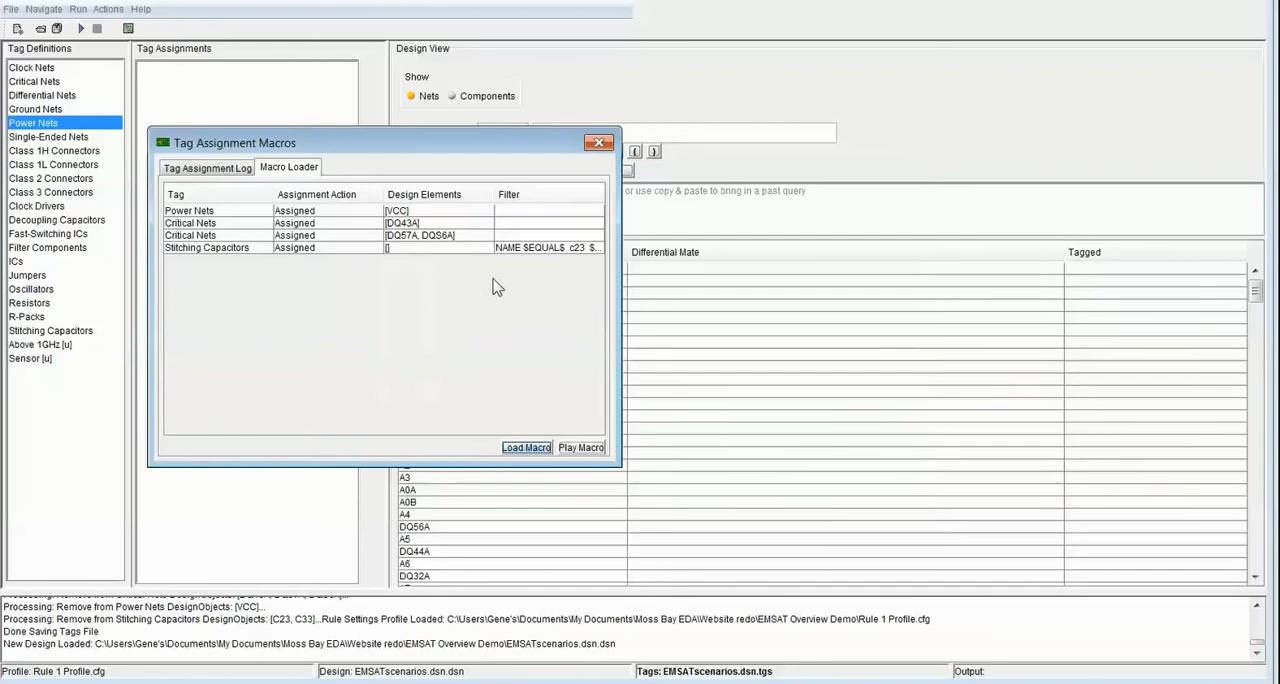 File Navigate Run Actions Help
Tag Definitions
Clock Nets
Critical Nets
Differential Nets
Ground Nets
Power Nets
Single-Ended Nets
Class 1H Connectors
Class 1L Connectors
Class 2 Connectors
Class 3 Connectors
Clock Drivers
Decoupling Capacitors
Fast-Switching ICs
Filter Components
ICs
Jumpers
Oscillators
Resistors
R-Packs
Stitching Capacitors
Above 1GHz [u]
Sensor [u]
Tag Assignments
Tag Assignment Macros
Tag Assignment Log Macro Loader
Tag Assignment Action Design Elements Filter
Power Nets Assigned [VCC]
Critical Nets Assigned [DQ43A]
Critical Nets Assigned [DQ57A, DQS6A]
Stitching Capacitors Assigned [] NAME $EQUAL$ c23 $...
Load Macro Play Macro
Design View
Show
Nets Components
( )
or use copy & paste to bring in a past query.
Differential Mate Tagged
A3
A0A
A0B
A4
DQ56A
A5
DQ44A
A6
DQ32A
Processing: Remove from Power Nets DesignObjects: [VCC]...
Processing: Remove from Stitching Capacitors DesignObjects: [C23, C33]...Rule Settings Profile Loaded: C:\Users\Gene's\Documents\My Documents\Moss Bay EDA\Website redo\EMSAT Overview Demo\Rule 1 Profile.cfg
Done Saving Tags File
New Design Loaded: C:\Users\Gene's\Documents\My Documents\Moss Bay EDA\Website redo\EMSAT Overview Demo\EMSATscenarios.dsn.dsn
Profile: Rule 1 Profile.cfg Design: EMSATscenarios.dsn.dsn Tags: EMSATscenarios.dsn.tgs Output: